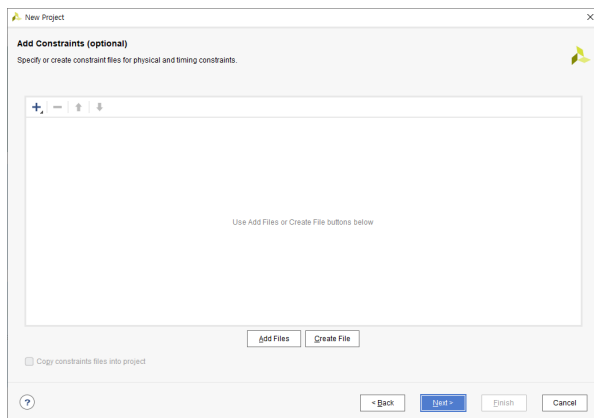 New Project
Add Constraints (optional)
Specify or create constraint files for physical and timing constraints.
Use Add Files or Create File buttons below
Add Files
Create File
Copy constraints files into project
?
< Back
Next >
Finish
Cancel